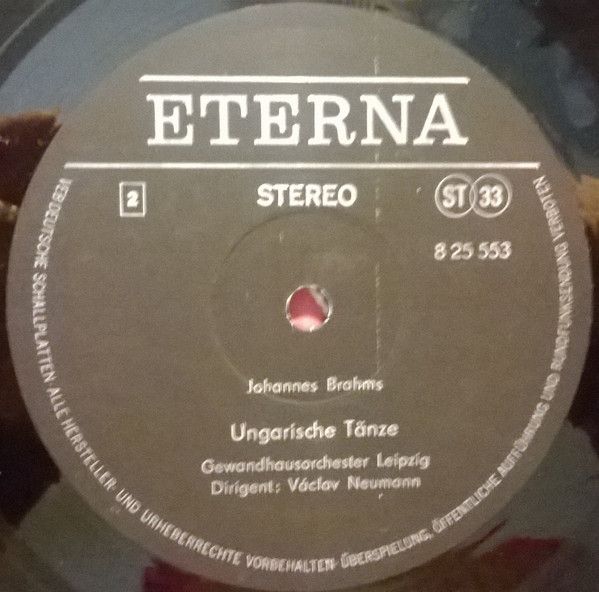 ETERNA
2 STEREO ST 33
8 25 553
Johannes Brahms
Ungarische Tänze
Gewandhausorchester Leipzig
Dirigent: Václav Neumann
VEB DEUTSCHE SCHALLPLATTEN · ALLE HERSTELLER- UND URHEBERRECHTE VORBEHALTEN · ÜBERSPIELUNG, ÖFFENTLICHE AUFFÜHRUNG UND RUNDFUNKSENDUNG VERBOTEN